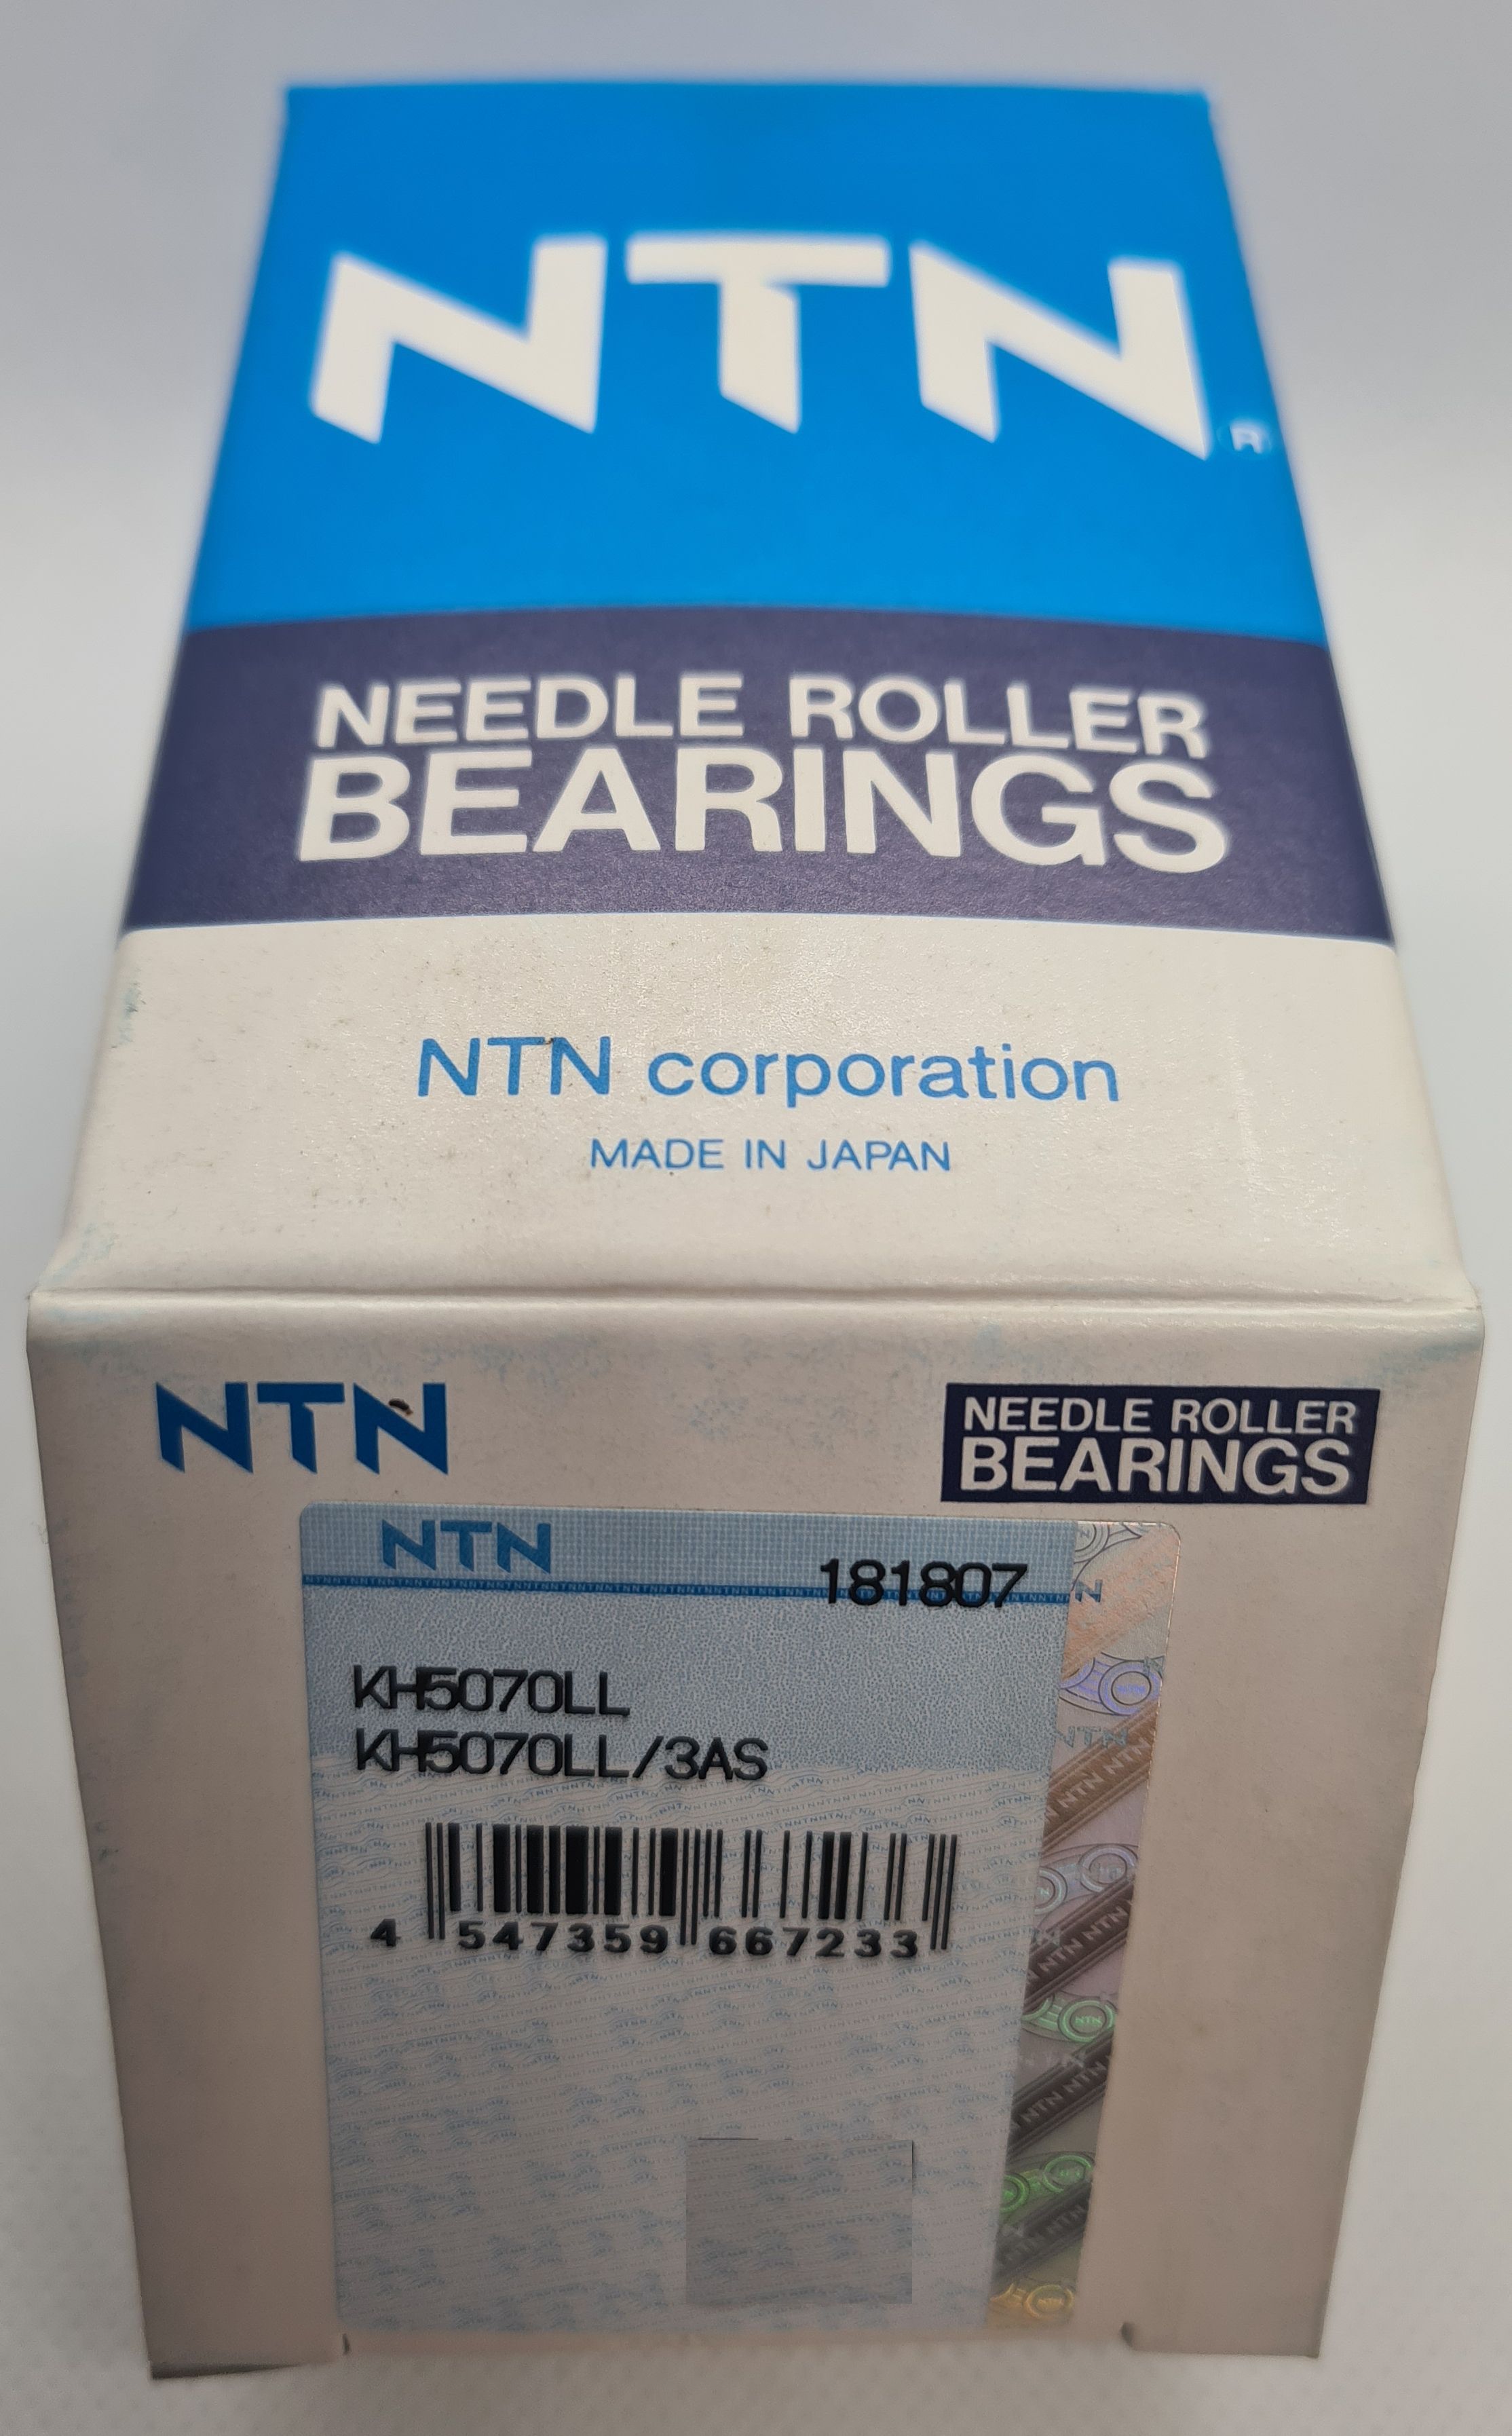 NTN®
NEEDLE ROLLER
BEARINGS
NTN corporation
MADE IN JAPAN
NTN
NEEDLE ROLLER
BEARINGS
NTN
181807
KH5070LL
KH5070LL/3AS
4 547359 667233